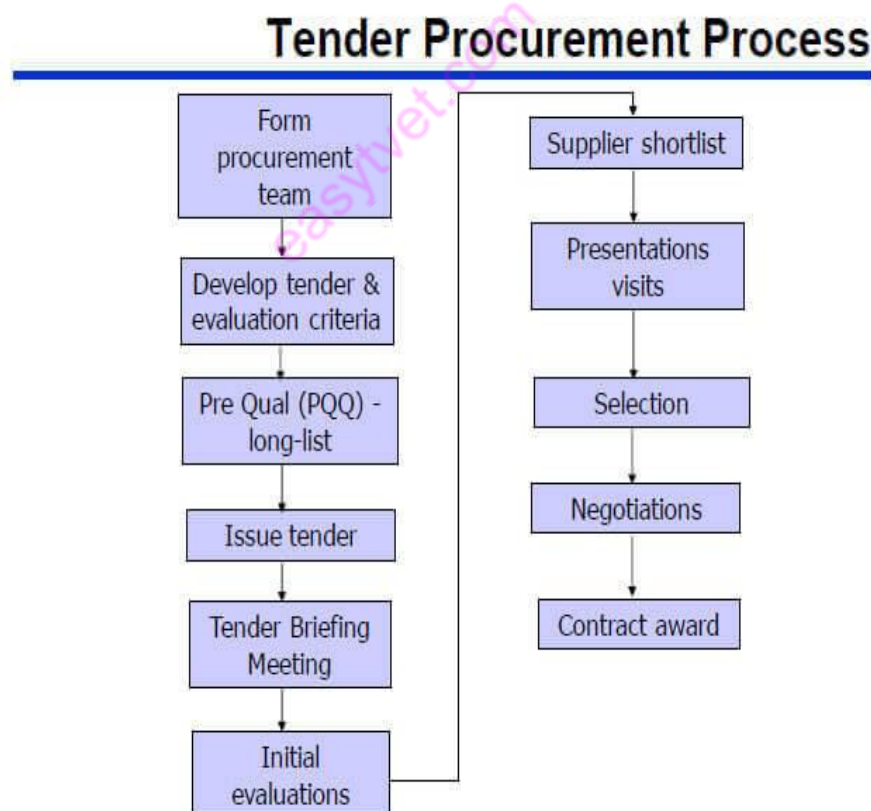 Tender Procurement Process
easytvet.com
Form
procurement
team
Develop tender &
evaluation criteria
Pre Qual (PQQ) -
long-list
Issue tender
Tender Briefing
Meeting
Initial
evaluations
Supplier shortlist
Presentations
visits
Selection
Negotiations
Contract award